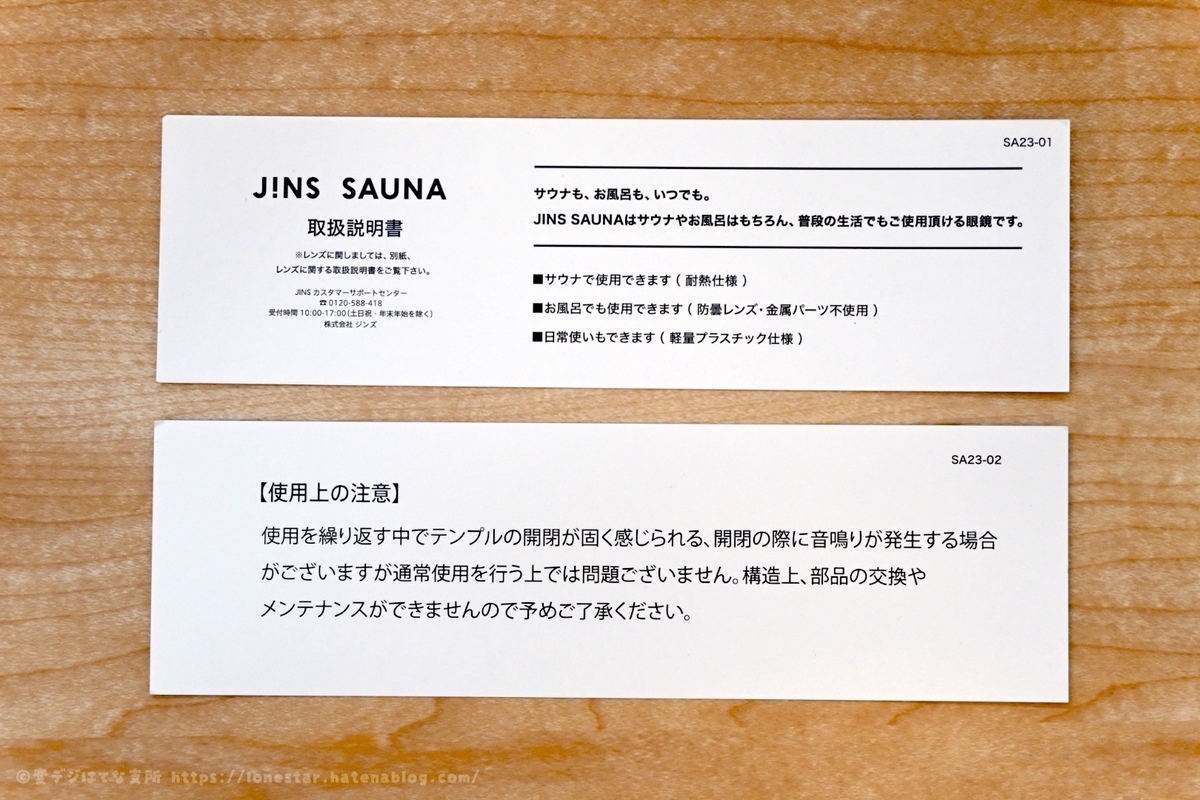 SA23-01
J!NS SAUNA
取扱説明書
※レンズに関しましては、別紙、
レンズに関する取扱説明書をご覧下さい。
JINS カスタマーサポートセンター
☎0120-588-418
受付時間 10:00-17:00(土日祝・年末年始を除く)
株式会社 ジンズ
サウナも、お風呂も、いつでも。
JINS SAUNAはサウナやお風呂はもちろん、普段の生活でもご使用頂ける眼鏡です。
■サウナで使用できます ( 耐熱仕様 )
■お風呂でも使用できます ( 防曇レンズ・金属パーツ不使用 )
■日常使いもできます ( 軽量プラスチック仕様 )
SA23-02
【使用上の注意】
使用を繰り返す中でテンプルの開閉が固く感じられる、開閉の際に音鳴りが発生する場合
がございますが通常使用を行う上では問題ございません。構造上、部品の交換や
メンテナンスができませんので予めご了承ください。
©変デジはてな支所 https://lonestar.hatenablog.com/